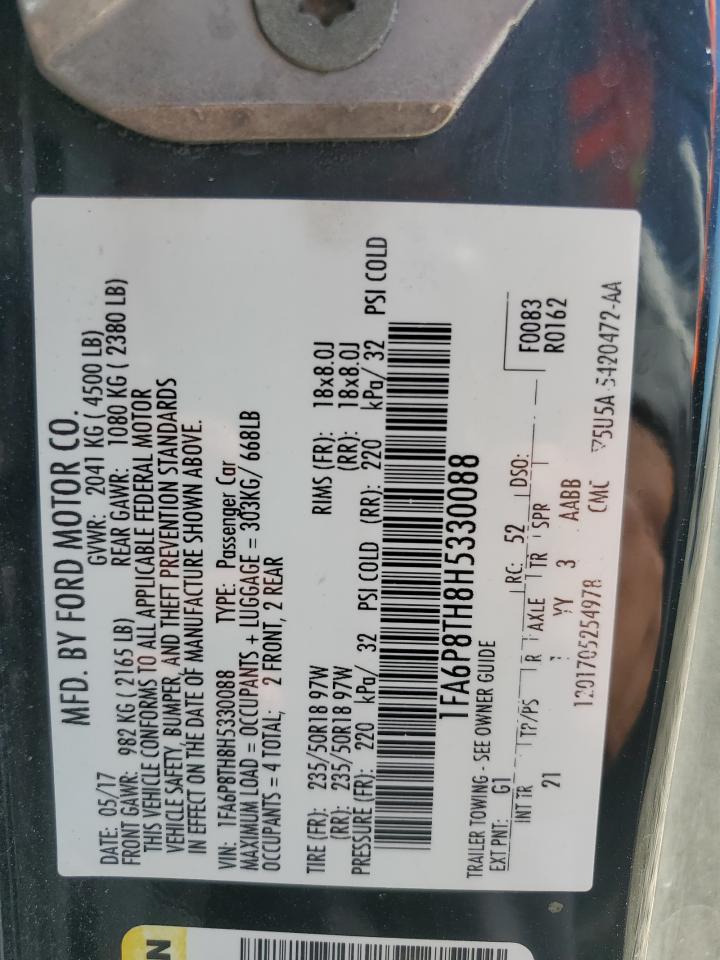 MFD. BY FORD MOTOR CO.
DATE: 05/17 GVWR: 2041 KG ( 4500 LB)
FRONT GAWR: 982 KG ( 2165 LB) REAR GAWR: 1080 KG ( 2380 LB)
THIS VEHICLE CONFORMS TO ALL APPLICABLE FEDERAL MOTOR
VEHICLE SAFETY, BUMPER, AND THEFT PREVENTION STANDARDS
IN EFFECT ON THE DATE OF MANUFACTURE SHOWN ABOVE.
VIN: 1FA6P8TH8H5330088 TYPE: Passenger Car
MAXIMUM LOAD = OCCUPANTS + LUGGAGE = 303KG/ 668LB
OCCUPANTS = 4 TOTAL; 2 FRONT, 2 REAR
TIRE (FR): 235/50R18 97W RIMS (FR): 18x8.0J
(RR): 235/50R18 97W (RR): 18x8.0J
PRESSURE (FR): 220 kPa/ 32 PSI COLD (RR): 220 kPa/ 32 PSI COLD
1FA6P8TH8H5330088
TRAILER TOWING - SEE OWNER GUIDE
EXT PNT: G1 RC: 52 DSO: F0083
R0162
INT TR TP/PS R AXLE TR SPR
21 YY 3 AABB
1201705254978 CMC 5U5A-5420472-AA
N